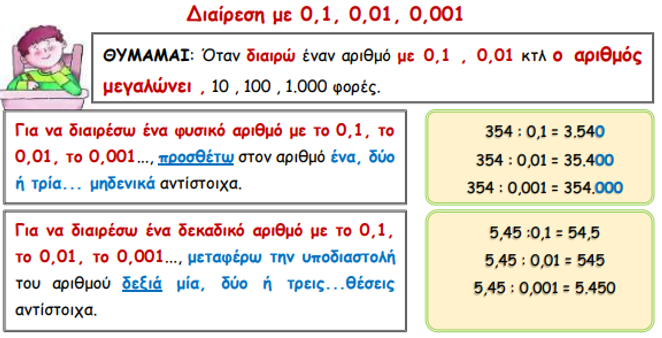 Διαίρεση με 0,1, 0,01, 0,001
ΘΥΜΑΜΑΙ: Όταν διαιρώ έναν αριθμό με 0,1 , 0,01 κτλ ο αριθμός
μεγαλώνει , 10 , 100 , 1.000 φορές.
Για να διαιρέσω ένα φυσικό αριθμό με το 0,1, το
0,01, το 0,001..., προσθέτω στον αριθμό ένα, δύο
ή τρία... μηδενικά αντίστοιχα.
354 : 0,1 = 3.540
354 : 0,01 = 35.400
354 : 0,001 = 354.000
Για να διαιρέσω ένα δεκαδικό αριθμό με το 0,1,
το 0,01, το 0,001..., μεταφέρω την υποδιαστολή
του αριθμού δεξιά μία, δύο ή τρεις...θέσεις
αντίστοιχα.
5,45 :0,1 = 54,5
5,45 : 0,01 = 545
5,45 : 0,001 = 5.450